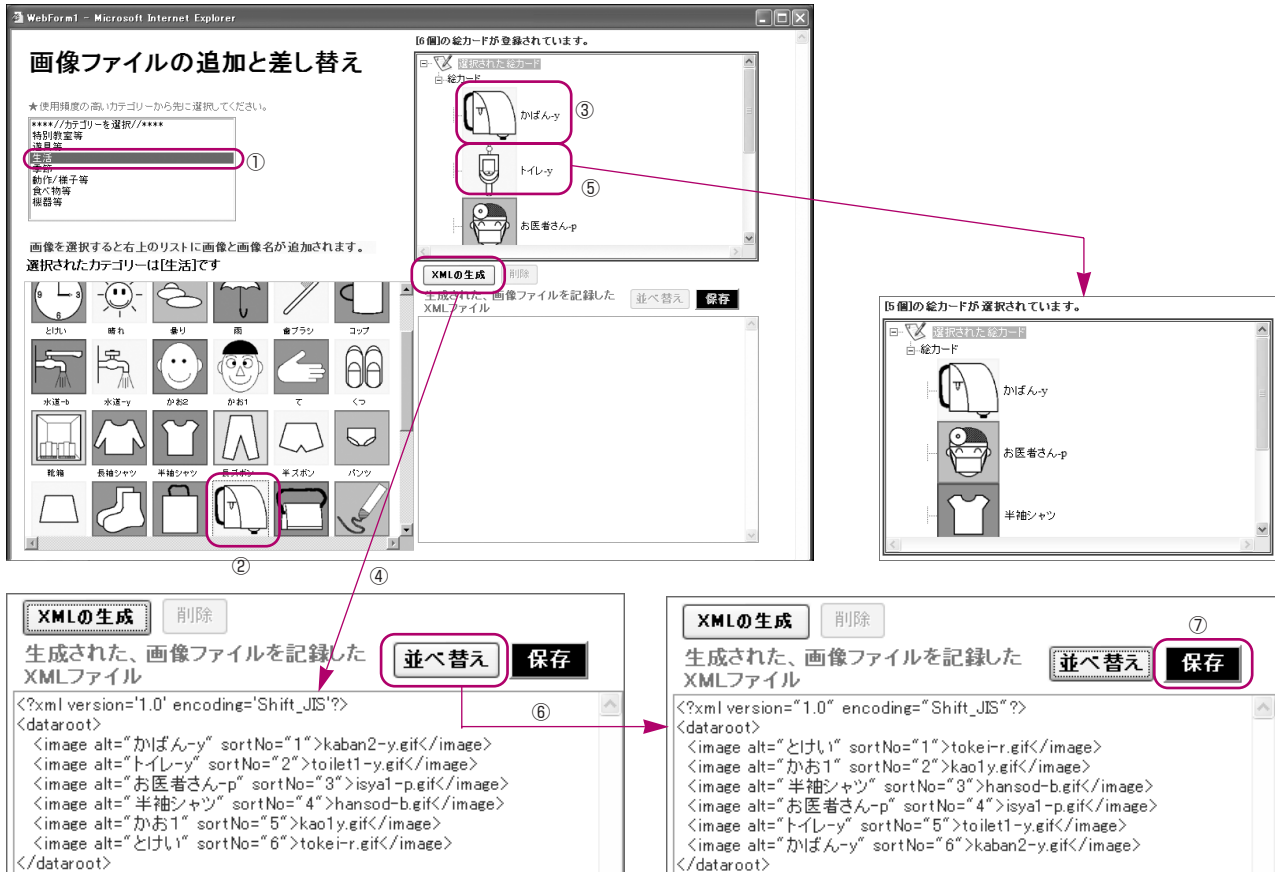 WebForm1 - Microsoft Internet Explorer
画像ファイルの追加と差し替え
★使用頻度の高いカテゴリーから先に選択してください。
****//カテゴリーを選択//****
特別教室等
遊具等
生活
季節
動作/様子等
食べ物等
機器等
①
画像を選択すると右上のリストに画像と画像名が追加されます。
選択されたカテゴリーは[生活]です
9
3
6
とけい
晴れ
曇り
雨
歯ブラシ
コップ
水道-b
水道-y
かお2
かお1
て
くつ
靴箱
長袖シャツ
半袖シャツ
長ズボン
半ズボン
パンツ
②
[6個]の絵カードが登録されています。
選択された絵カード
絵カード
かばん-y
③
トイレ-y
⑤
お医者さん-p
XMLの生成
削除
生成された、画像ファイルを記録した
XMLファイル
並べ替え
保存
④
[5個]の絵カードが選択されています。
選択された絵カード
絵カード
かばん-y
お医者さん-p
半袖シャツ
XMLの生成
削除
生成された、画像ファイルを記録した
XMLファイル
並べ替え
保存
<?xml version='1.0' encoding='Shift_JIS'?>
<dataroot>
<image alt="かばん-y" sortNo="1">kaban2-y.gif</image>
<image alt="トイレ-y" sortNo="2">toilet1-y.gif</image>
<image alt="お医者さん-p" sortNo="3">isya1-p.gif</image>
<image alt="半袖シャツ" sortNo="4">hansod-b.gif</image>
<image alt="かお1" sortNo="5">kao1y.gif</image>
<image alt="とけい" sortNo="6">tokei-r.gif</image>
</dataroot>
⑥
XMLの生成
削除
⑦
生成された、画像ファイルを記録した
XMLファイル
並べ替え
保存
<?xml version="1.0" encoding="Shift_JIS"?>
<dataroot>
<image alt="とけい" sortNo="1">tokei-r.gif</image>
<image alt="かお1" sortNo="2">kao1y.gif</image>
<image alt="半袖シャツ" sortNo="3">hansod-b.gif</image>
<image alt="お医者さん-p" sortNo="4">isya1-p.gif</image>
<image alt="トイレ-y" sortNo="5">toilet1-y.gif</image>
<image alt="かばん-y" sortNo="6">kaban2-y.gif</image>
</dataroot>